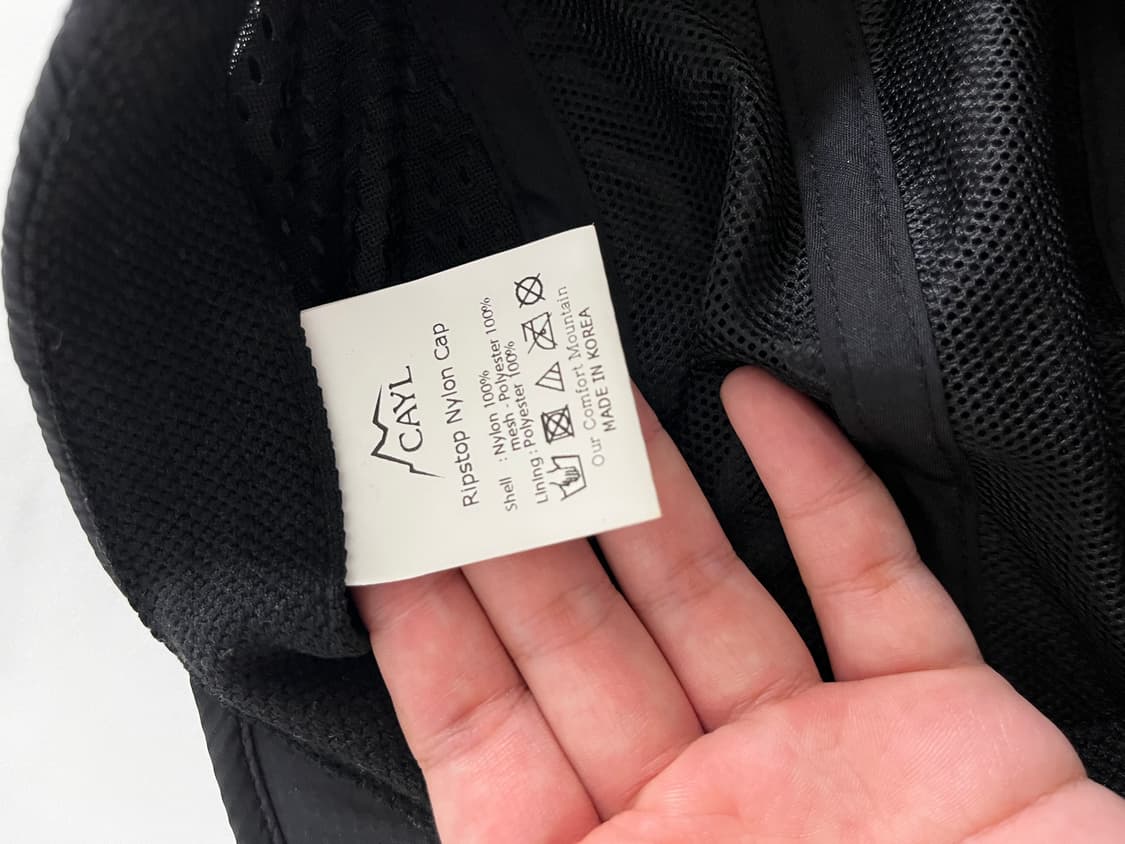 CAYL
Ripstop Nylon Cap
Shell : Nylon 100%
mesh - Polyester 100%
Lining : Polyester 100%
Our Comfort Mountain
MADE IN KOREA